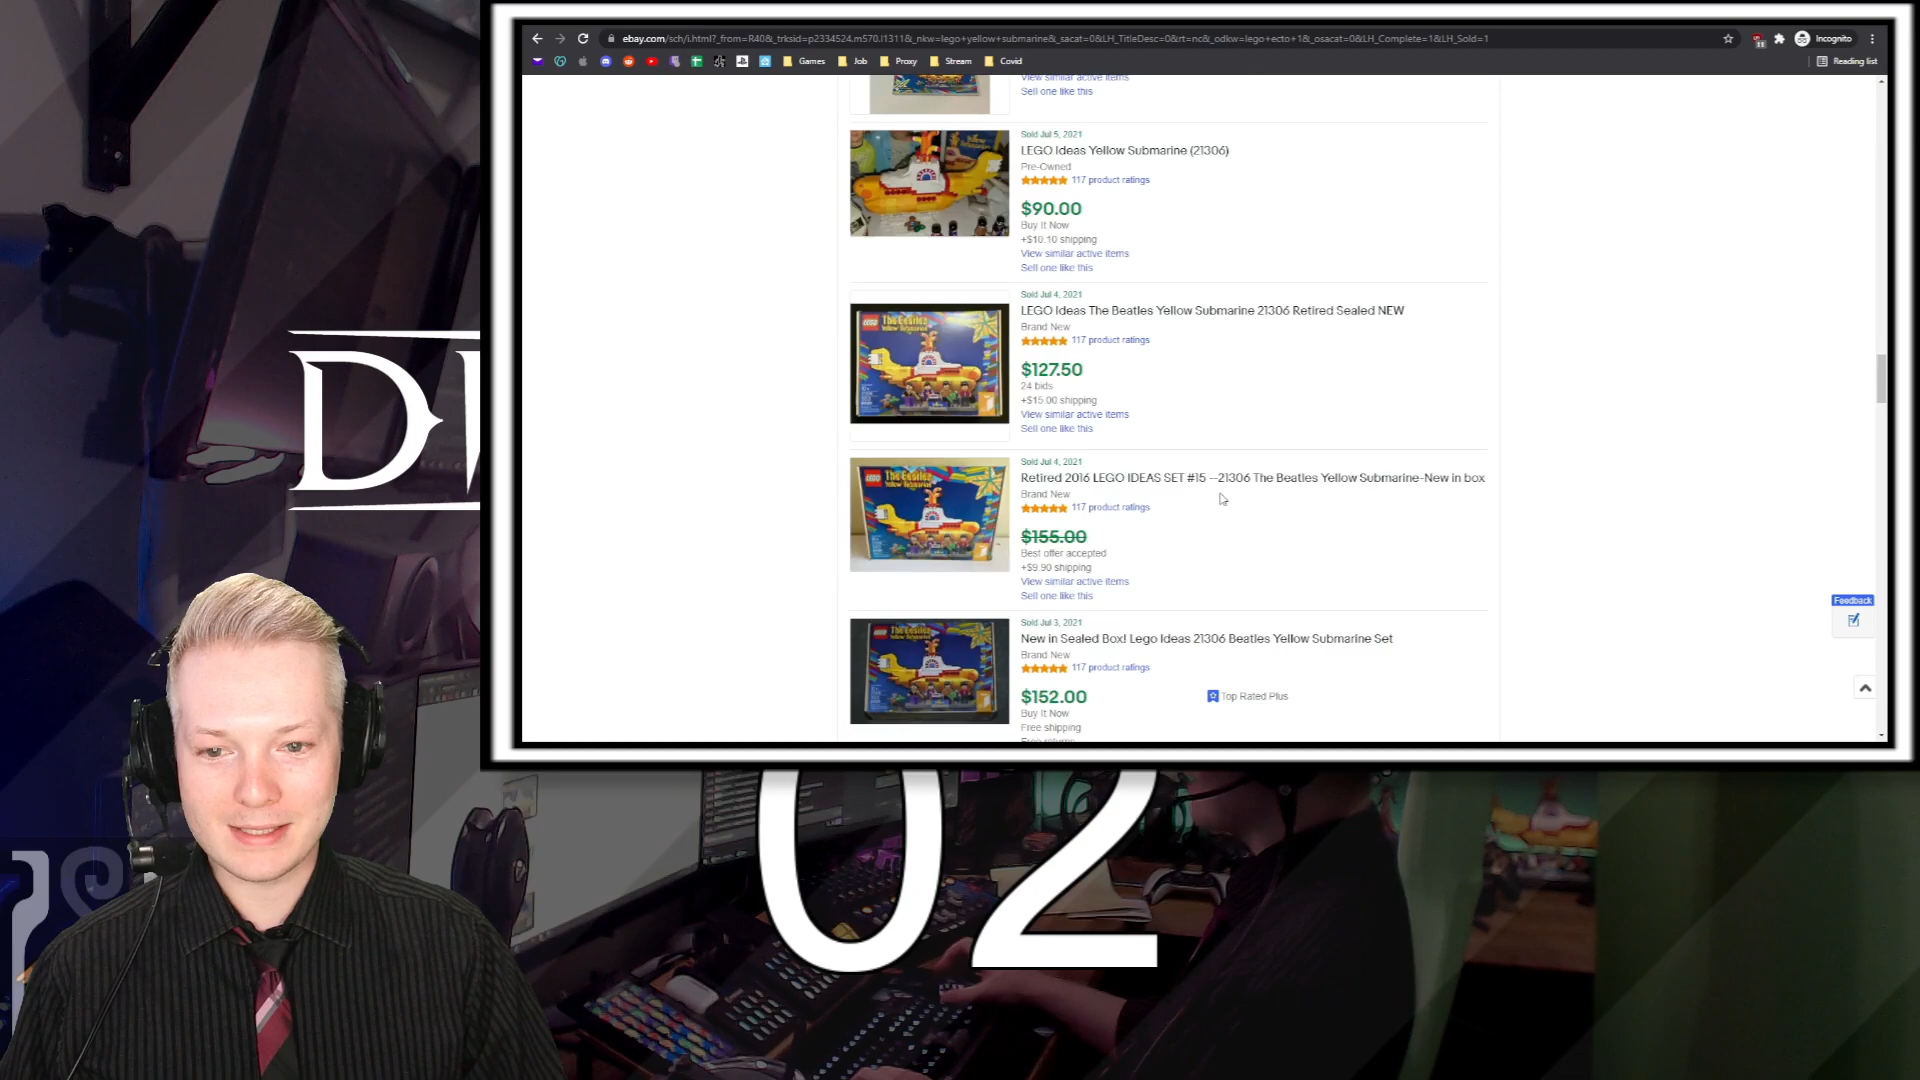 ebay.com/sch/i.html?_from=R40&_trksid=p2334524.m570.l1311&_nkw=lego+yellow+submarine&_sacat=0&LH_TitleDesc=0&rt=nc&_odkw=lego+ecto+1&_osacat=0&LH_Complete=1&LH_Sold=1
Incognito
Games
Job
Proxy
Stream
Covid
Reading list
View similar active items
Sell one like this
Sold Jul 5, 2021
LEGO Ideas Yellow Submarine (21306)
Pre-Owned
117 product ratings
$90.00
Buy It Now
+$10.10 shipping
View similar active items
Sell one like this
Sold Jul 4, 2021
LEGO Ideas The Beatles Yellow Submarine 21306 Retired Sealed NEW
Brand New
117 product ratings
$127.50
24 bids
+$15.00 shipping
View similar active items
Sell one like this
Sold Jul 4, 2021
Retired 2016 LEGO IDEAS SET #15 --21306 The Beatles Yellow Submarine-New in box
Brand New
117 product ratings
$155.00
Best offer accepted
+$9.90 shipping
View similar active items
Sell one like this
Sold Jul 3, 2021
New in Sealed Box! Lego Ideas 21306 Beatles Yellow Submarine Set
Brand New
117 product ratings
$152.00
Top Rated Plus
Buy It Now
Free shipping
Free returns
Feedback
02